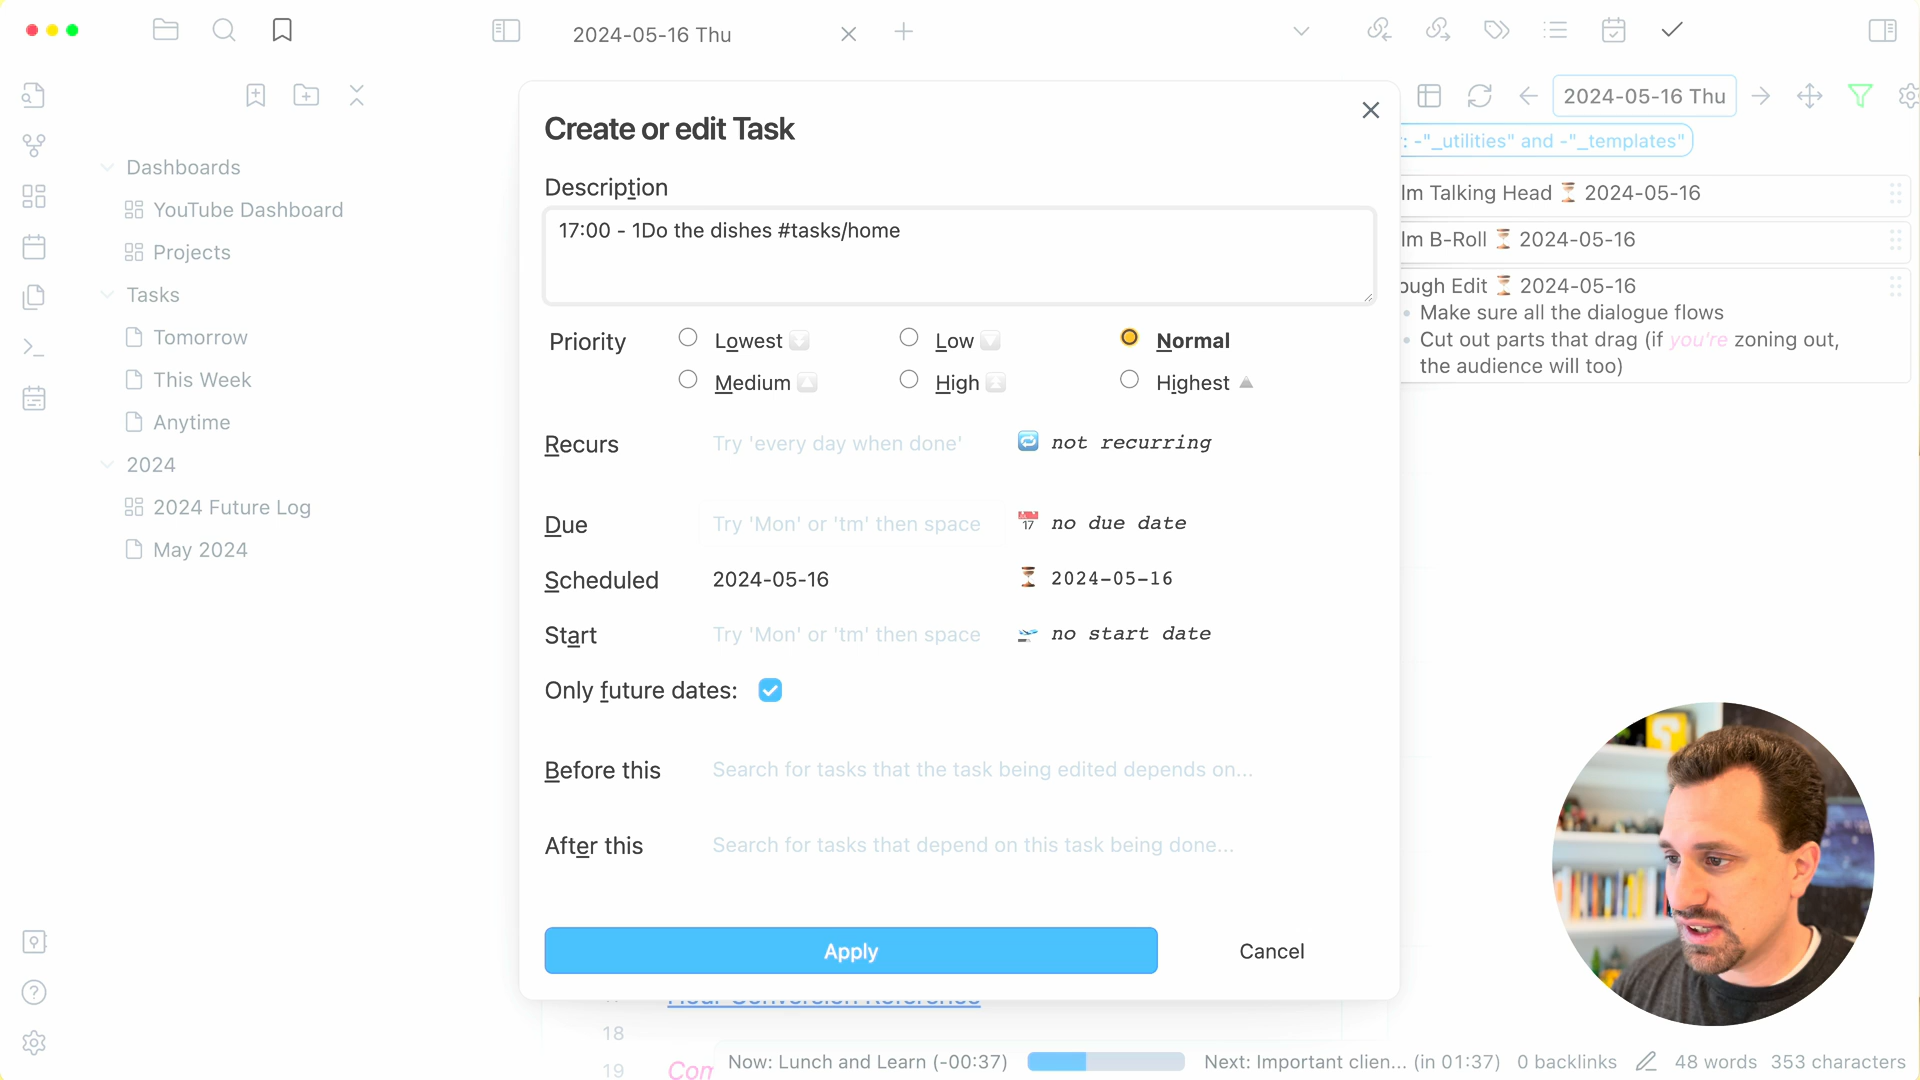 2024-05-16 Thu
Dashboards
YouTube Dashboard
Projects
Tasks
Tomorrow
This Week
Anytime
2024
2024 Future Log
May 2024
Create or edit Task
Description
17:00 - 1Do the dishes #tasks/home
Priority
Lowest
Low
Normal
Medium
High
Highest
Recurs
Try 'every day when done'
not recurring
Due
Try 'Mon' or 'tm' then space
17
no due date
Scheduled
2024-05-16
2024-05-16
Start
Try 'Mon' or 'tm' then space
no start date
Only future dates:
Before this
Search for tasks that the task being edited depends on...
After this
Search for tasks that depend on this task being done...
Apply
Cancel
2024-05-16 Thu
: -"_utilities" and -"_templates"
lm Talking Head ⏳ 2024-05-16
lm B-Roll ⏳ 2024-05-16
ough Edit ⏳ 2024-05-16
Make sure all the dialogue flows
Cut out parts that drag (if you're zoning out,
the audience will too)
Hour Conversion Reference
18
19
Com
Now: Lunch and Learn (-00:37)
Next: Important clien... (in 01:37)
0 backlinks
48 words
353 characters